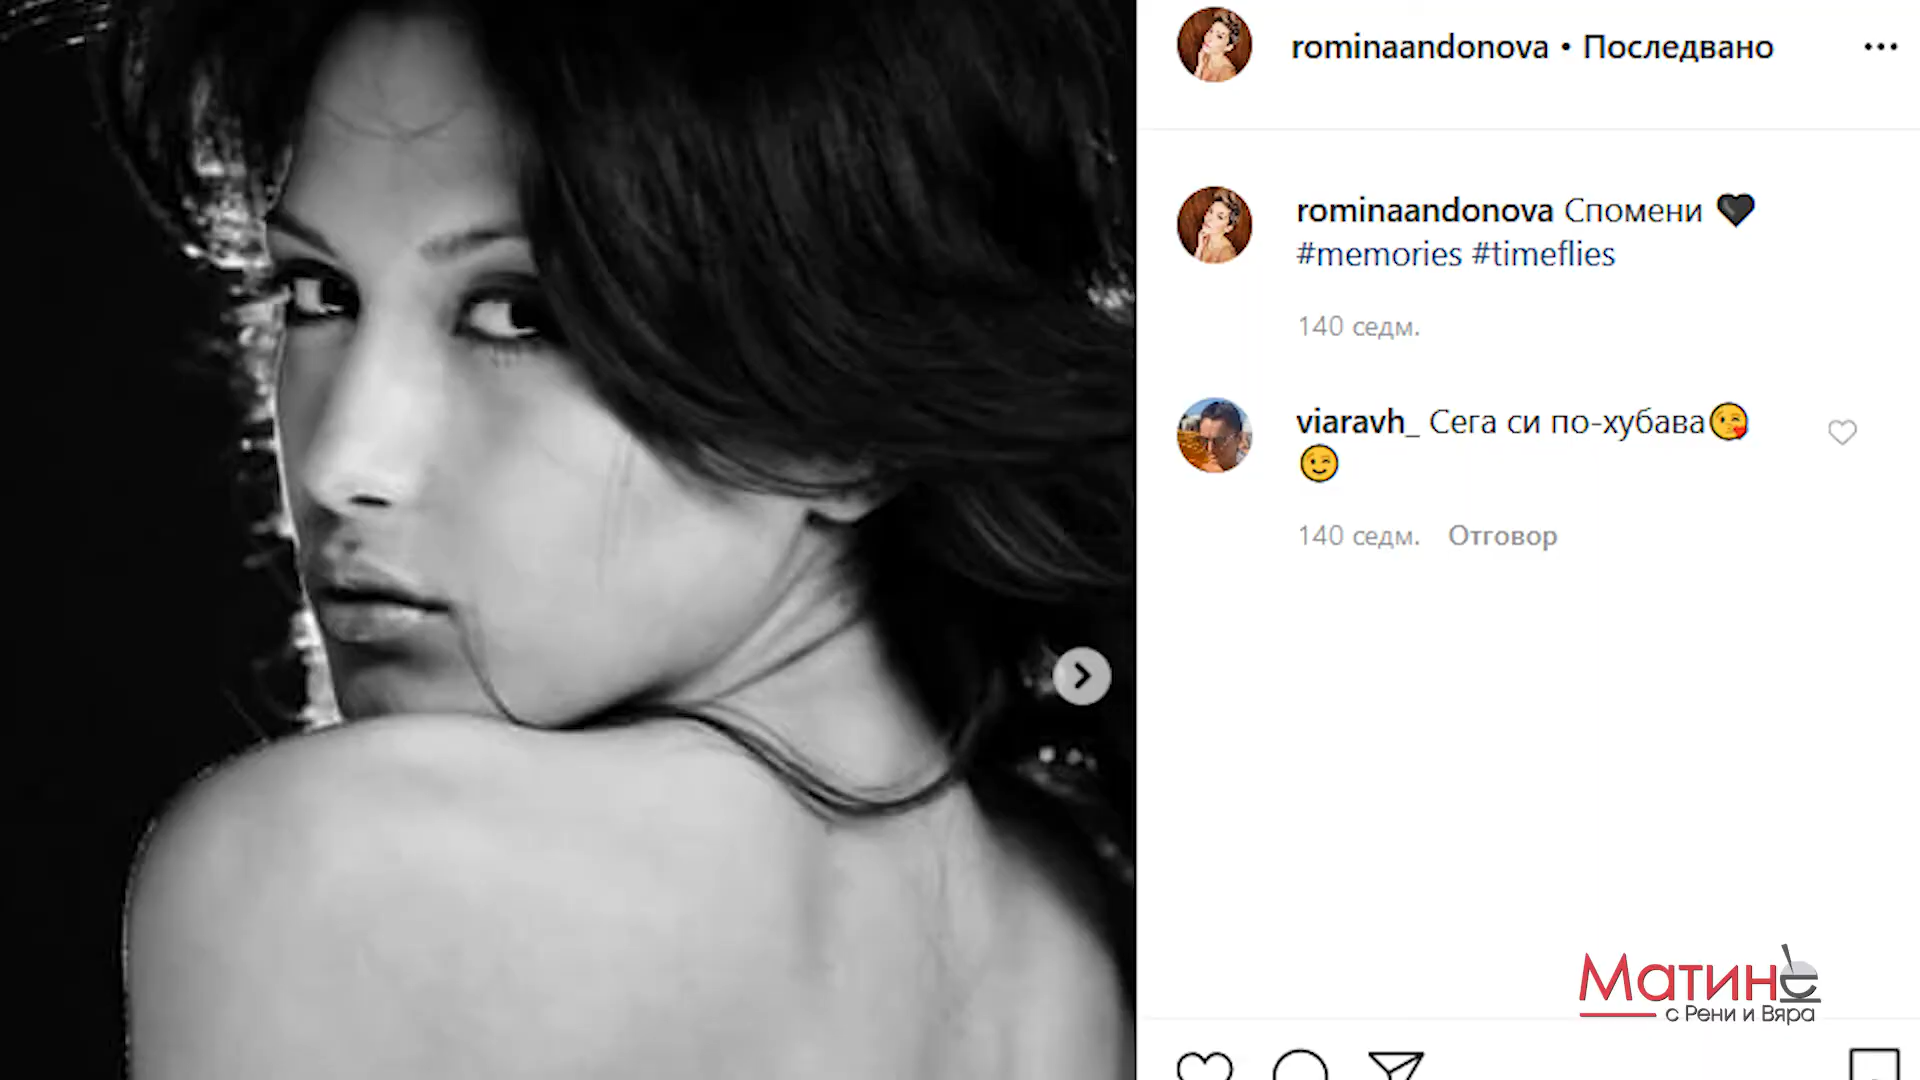 rominaandonova • Последвано
rominaandonova Спомени 🖤
#memories #timeflies
140 седм.
viaravh_ Сега си по-хубава😘
😉
140 седм. Отговор
Матине
с Рени и Вяра